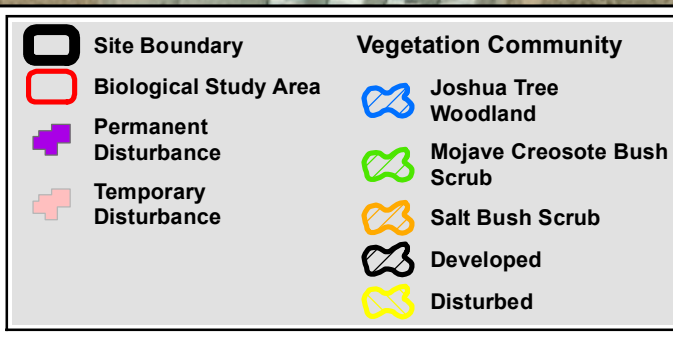 Site Boundary
Biological Study Area
Permanent
Disturbance
Temporary
Disturbance
Vegetation Community
Joshua Tree
Woodland
Mojave Creosote Bush
Scrub
Salt Bush Scrub
Developed
Disturbed